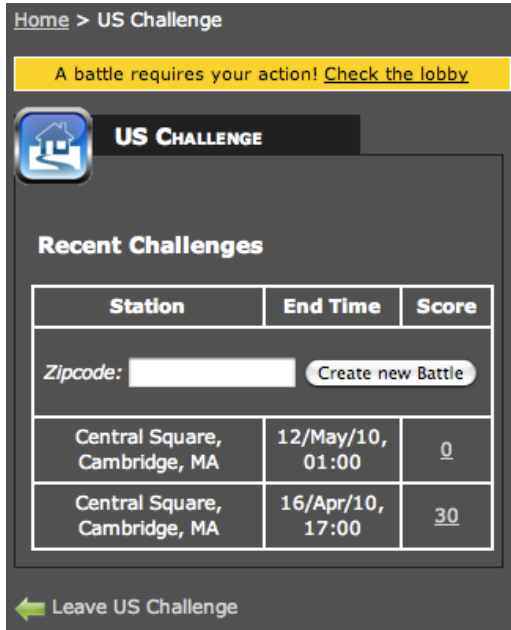 Home > US Challenge
A battle requires your action! Check the lobby
US CHALLENGE
Recent Challenges
Station End Time Score
Zipcode: Create new Battle
Central Square, Cambridge, MA 12/May/10, 01:00 0
Central Square, Cambridge, MA 16/Apr/10, 17:00 30
Leave US Challenge